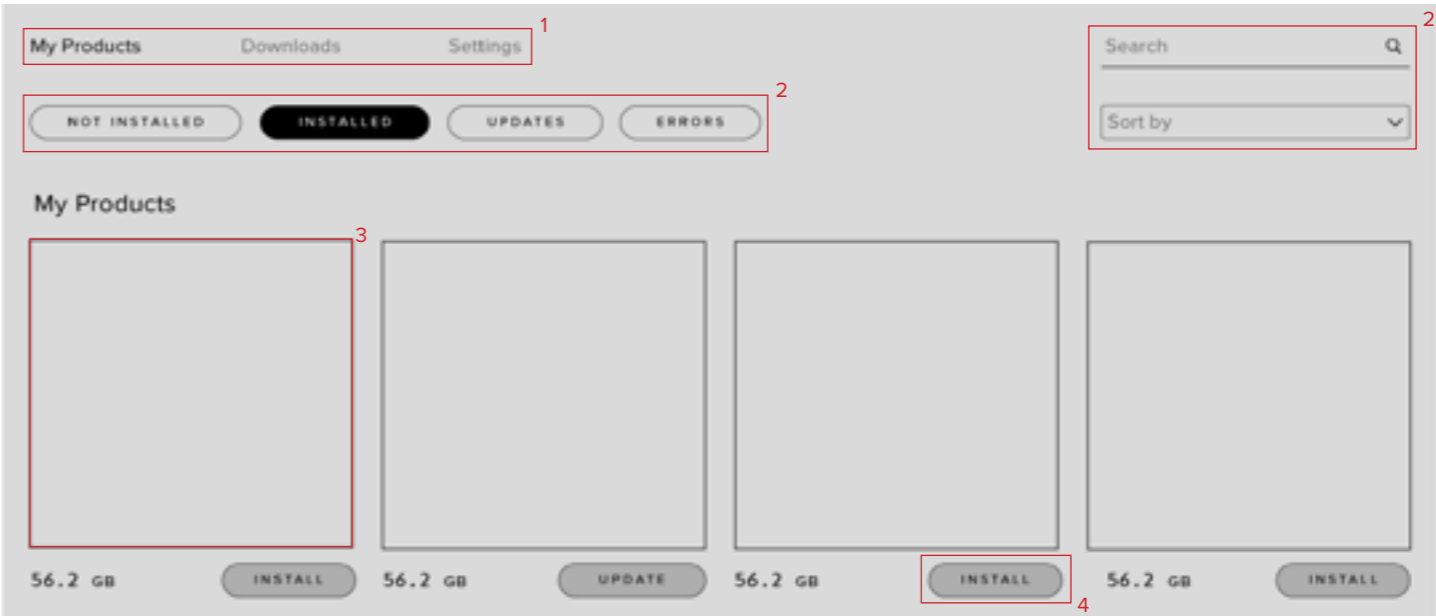 My Products Downloads Settings 1
Search 2
NOT INSTALLED INSTALLED UPDATES ERRORS 2
Sort by
My Products
3
56.2 GB INSTALL 56.2 GB UPDATE 56.2 GB INSTALL 4 56.2 GB INSTALL